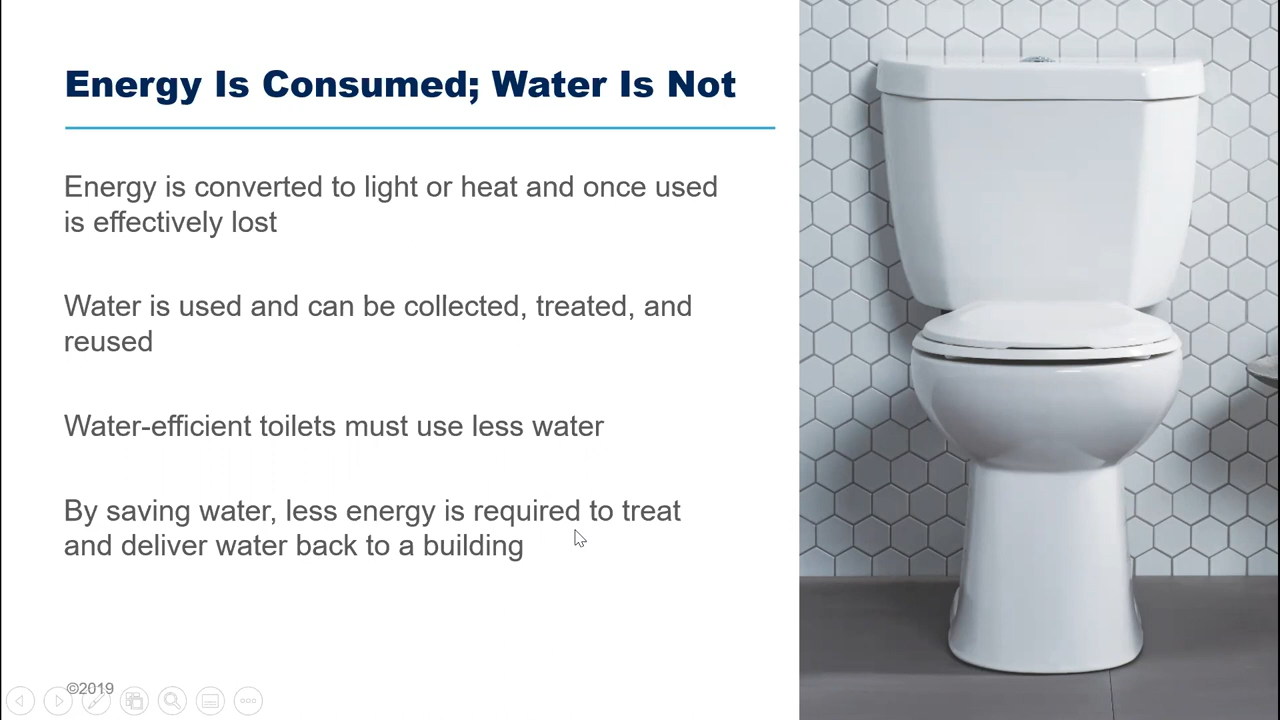 Energy Is Consumed; Water Is Not
Energy is converted to light or heat and once used
is effectively lost
Water is used and can be collected, treated, and
reused
Water-efficient toilets must use less water
By saving water, less energy is required to treat
and deliver water back to a building
©2019